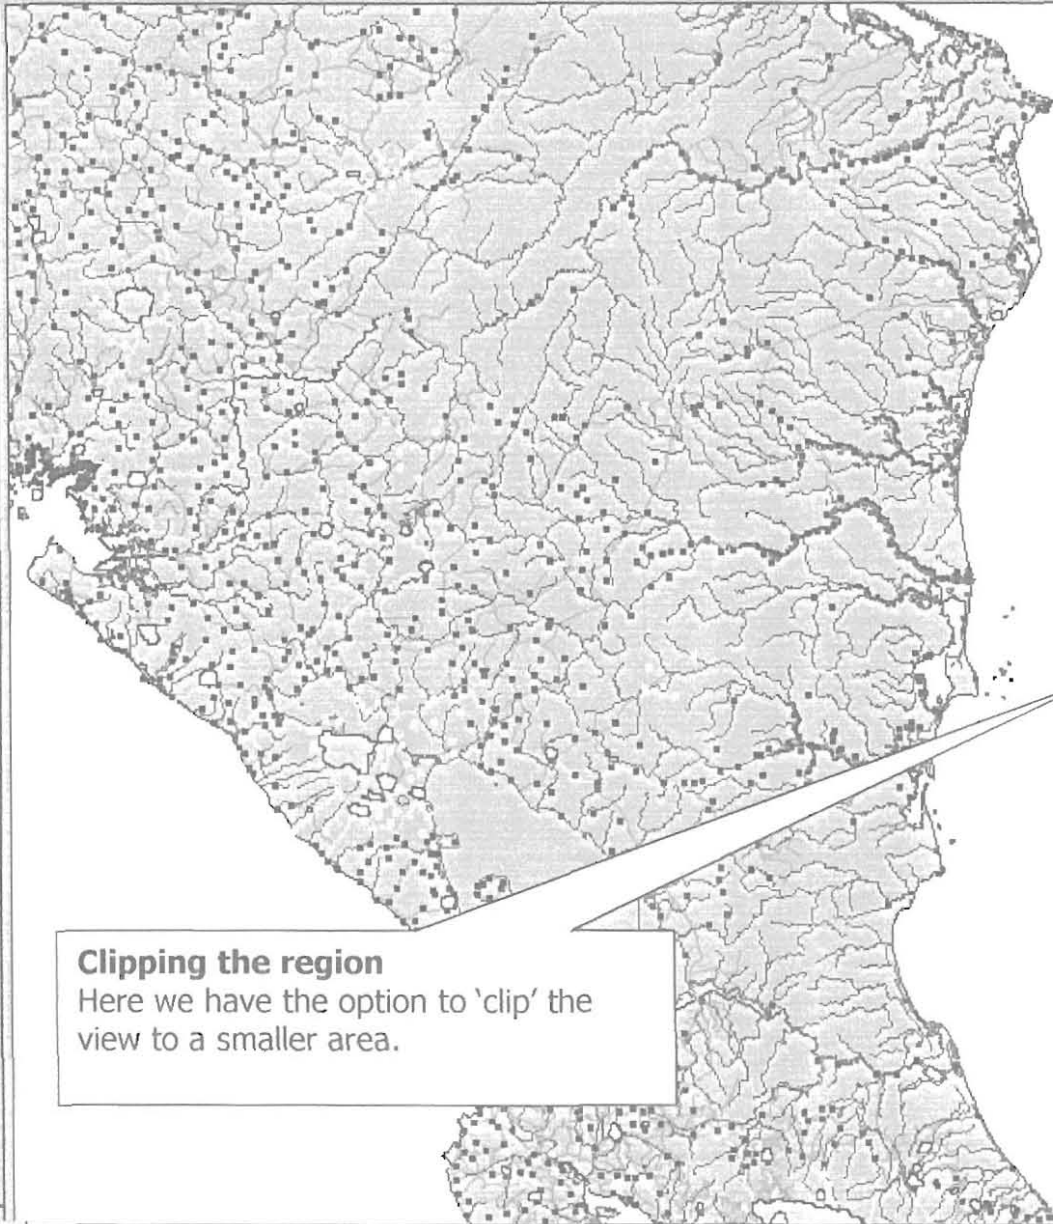 Clipping the region
Here we have the option to ‘clip’ the
view to a smaller area.